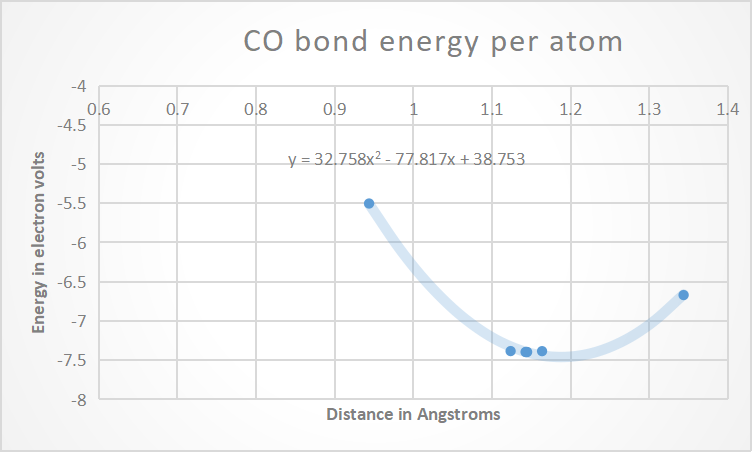 CO bond energy per atom
-4
0.6 0.7 0.8 0.9 1 1.1 1.2 1.3 1.4
-4.5
y = 32.758x² - 77.817x + 38.753
-5
-5.5
-6
-6.5
-7
-7.5
-8
Energy in electron volts
Distance in Angstroms